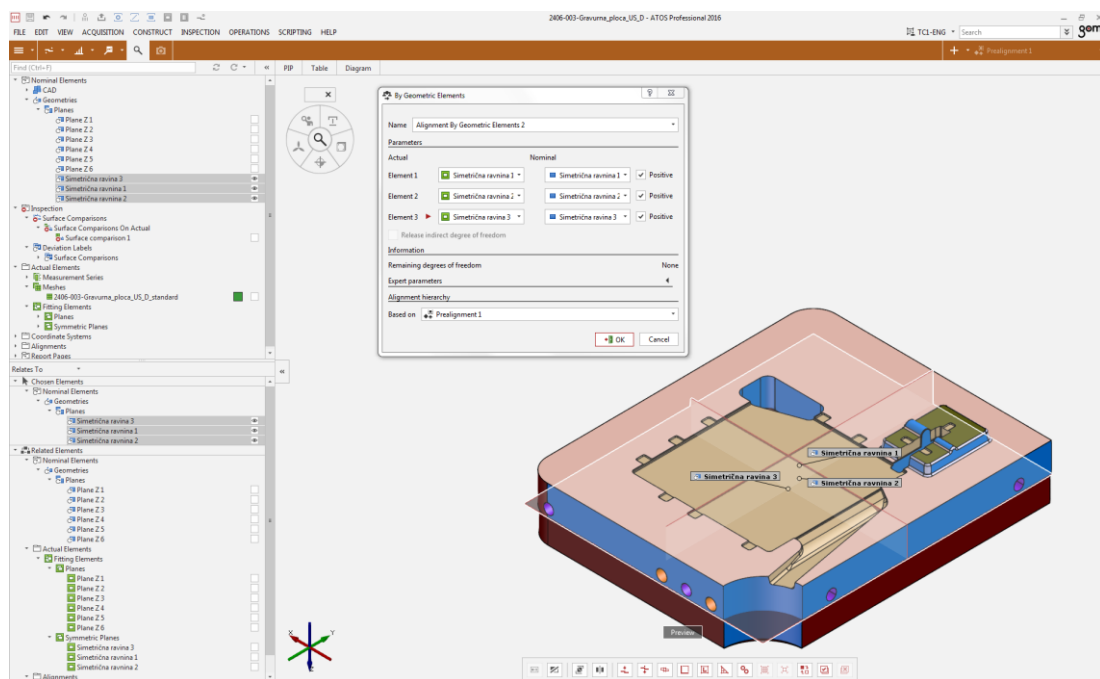 2406-003-Gravurna_ploca_US_D - ATOS Professional 2016
FILE EDIT VIEW ACQUISITION CONSTRUCT INSPECTION OPERATIONS SCRIPTING HELP
TC1-ENG
Search
gom
Prealignment 1
Find (Ctrl+F)
PIP Table Diagram
Nominal Elements
CAD
Geometries
Planes
Plane Z 1
Plane Z 2
Plane Z 3
Plane Z 4
Plane Z 5
Plane Z 6
Simetrična ravina 3
Simetrična ravnina 1
Simetrična ravnina 2
Inspection
Surface Comparisons
Surface Comparisons On Actual
Surface comparison 1
Deviation Labels
Surface Comparisons
Actual Elements
Measurement Series
Meshes
2406-003-Gravurna_ploca_US_D_standard
Fitting Elements
Planes
Symmetric Planes
Coordinate Systems
Alignments
Report Pages
Relates To
Chosen Elements
Nominal Elements
Geometries
Planes
Simetrična ravina 3
Simetrična ravnina 1
Simetrična ravnina 2
Related Elements
Nominal Elements
Geometries
Planes
Plane Z 1
Plane Z 2
Plane Z 3
Plane Z 4
Plane Z 5
Plane Z 6
Actual Elements
Fitting Elements
Planes
Plane Z 1
Plane Z 2
Plane Z 3
Plane Z 4
Plane Z 5
Plane Z 6
Symmetric Planes
Simetrična ravina 3
Simetrična ravnina 1
Simetrična ravnina 2
Alignments
By Geometric Elements
Name Alignment By Geometric Elements 2
Parameters
Actual Nominal
Element 1 Simetrična ravnina 1 Simetrična ravnina 1 Positive
Element 2 Simetrična ravnina 2 Simetrična ravnina 2 Positive
Element 3 Simetrična ravina 3 Simetrična ravina 3 Positive
Release indirect degree of freedom
Information
Remaining degrees of freedom None
Expert parameters
Alignment hierarchy
Based on Prealignment 1
OK Cancel
Simetrična ravnina 1
Simetrična ravina 3
Simetrična ravnina 2
Preview
X Y